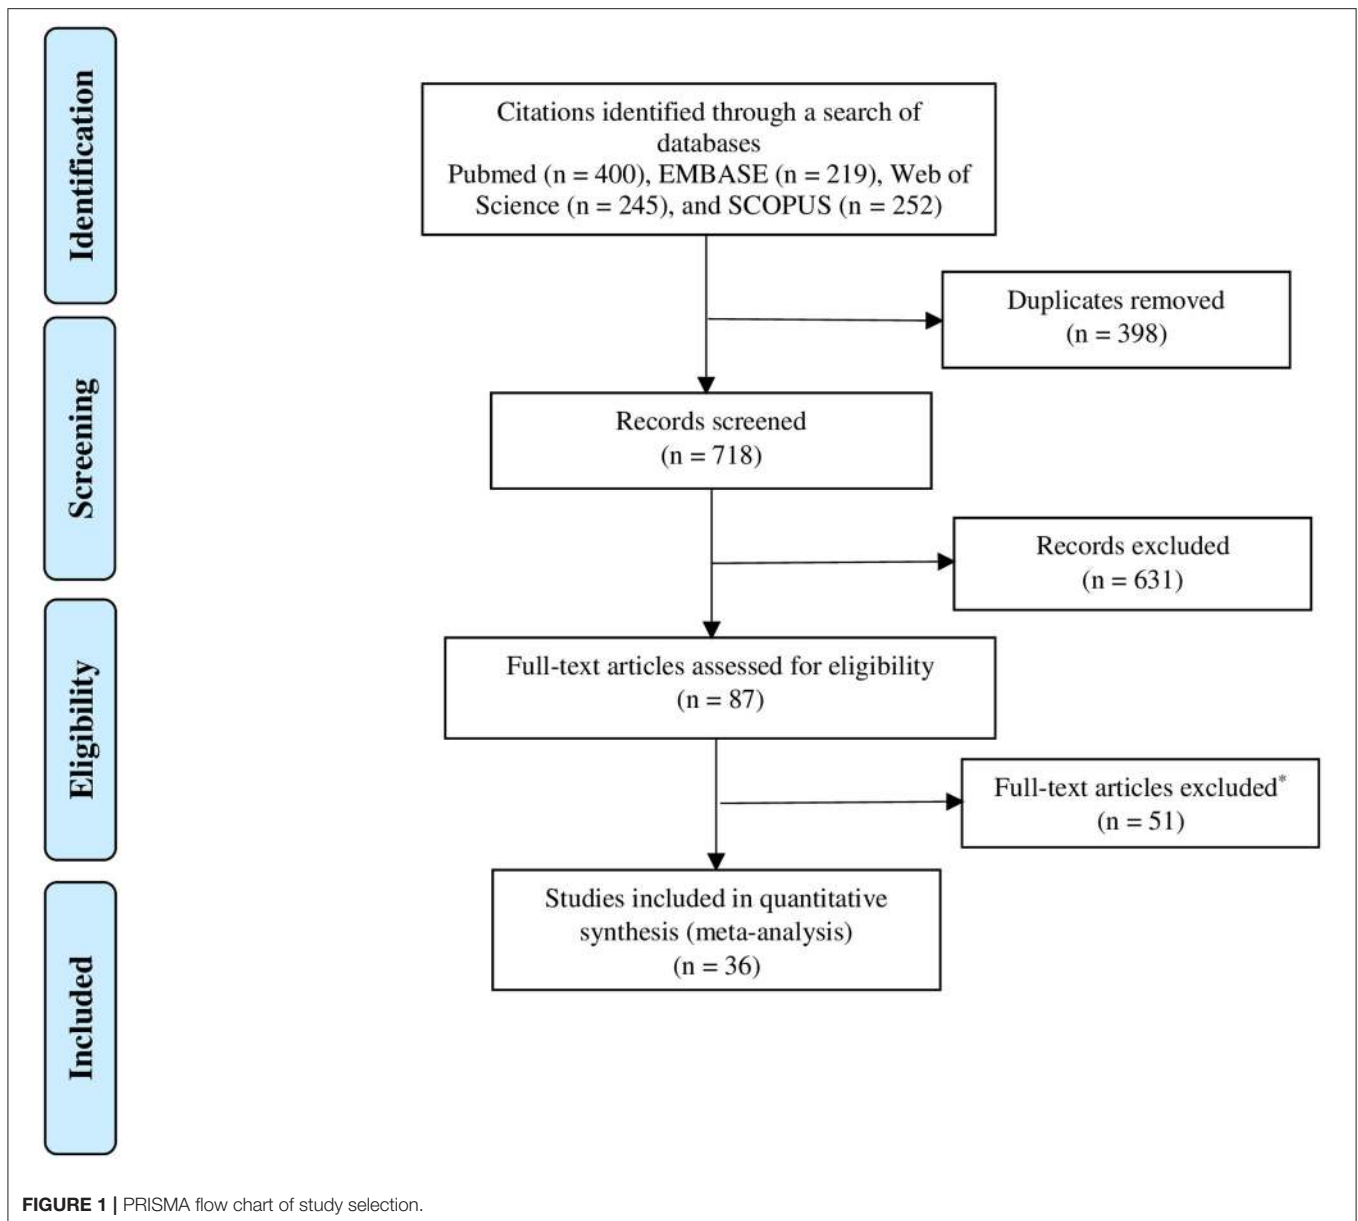 Identification
Citations identified through a search of
databases
Pubmed (n = 400), EMBASE (n = 219), Web of
Science (n = 245), and SCOPUS (n = 252)
Duplicates removed
(n = 398)
Screening
Records screened
(n = 718)
Records excluded
(n = 631)
Eligibility
Full-text articles assessed for eligibility
(n = 87)
Full-text articles excluded*
(n = 51)
Included
Studies included in quantitative
synthesis (meta-analysis)
(n = 36)
FIGURE 1 | PRISMA flow chart of study selection.